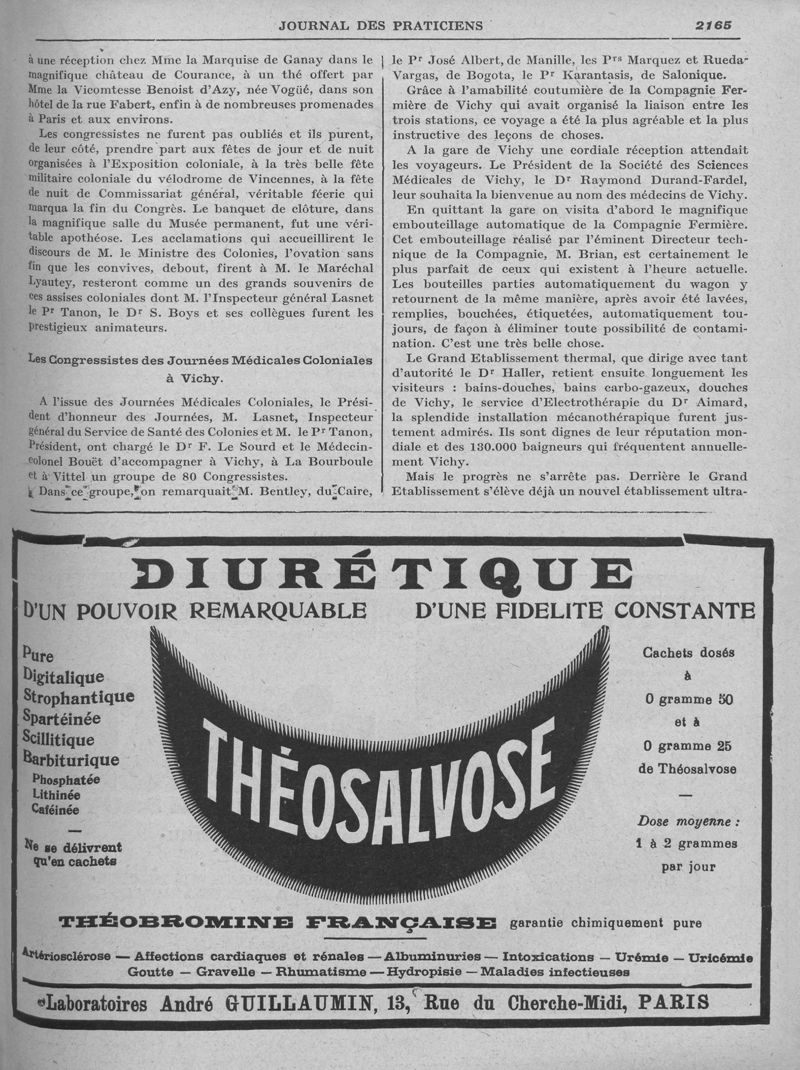 JOURNAL DES PRATICIENS
2165
à une réception chez Mme la Marquise de Ganay dans le
magnifique château de Courance, à un thé offert par
Mme la Vicomtesse Benoist d'Azy, née Vogüé, dans son
hôtel de la rue Fabert, enfin à de nombreuses promenades
à Paris et aux environs.
Les congressistes ne furent pas oubliés et ils purent,
de leur côté, prendre part aux fêtes de jour et de nuit
organisées à l'Exposition coloniale, à la très belle fête
militaire coloniale du vélodrome de Vincennes, à la fête
de nuit de Commissariat général, véritable féerie qui
marqua la fin du Congrès. Le banquet de clôture, dans
la magnifique salle du Musée permanent, fut une véri-
table apothéose. Les acclamations qui accueillirent le
discours de M. le Ministre des Colonies, l'ovation sans
fin que les convives, debout, firent à M. le Maréchal
Lyautey, resteront comme un des grands souvenirs de
ces assises coloniales dont M. l'Inspecteur général Lasnet
le Pr Tanon, le Dr S. Boys et ses collègues furent les
prestigieux animateurs.
Les Congressistes des Journées Médicales Coloniales
à Vichy.
A l'issue des Journées Médicales Coloniales, le Prési-
dent d'honneur des Journées, M. Lasnet, Inspecteur
général du Service de Santé des Colonies et M. le Pr Tanon,
Président, ont chargé le Dr F. Le Sourd et le Médecin-
colonel Bouët d'accompagner à Vichy, à La Bourboule
et à Vittel un groupe de 80 Congressistes.
Dans ce groupe, on remarquait M. Bentley, du Caire,
le Pr José Albert, de Manille, les Prs Marquez et Rueda-
Vargas, de Bogota, le Pr Karantasis, de Salonique.
Grâce à l'amabilité coutumière de la Compagnie Fer-
mière de Vichy qui avait organisé la liaison entre les
trois stations, ce voyage a été la plus agréable et la plus
instructive des leçons de choses.
A la gare de Vichy une cordiale réception attendait
les voyageurs. Le Président de la Société des Sciences
Médicales de Vichy, le Dr Raymond Durand-Fardel,
leur souhaita la bienvenue au nom des médecins de Vichy.
En quittant la gare on visita d'abord le magnifique
embouteillage automatique de la Compagnie Fermière.
Cet embouteillage réalisé par l'éminent Directeur tech-
nique de la Compagnie, M. Brian, est certainement le
plus parfait de ceux qui existent à l'heure actuelle.
Les bouteilles parties automatiquement du wagon y
retournent de la même manière, après avoir été lavées,
remplies, bouchées, étiquetées, automatiquement tou-
jours, de façon à éliminer toute possibilité de contami-
nation. C'est une très belle chose.
Le Grand Etablissement thermal, que dirige avec tant
d'autorité le Dr Haller, retient ensuite longuement les
visiteurs : bains-douches, bains carbo-gazeux, douches
de Vichy, le service d'Electrothérapie du Dr Aimard,
la splendide installation mécanothérapique furent jus-
tement admirés. Ils sont dignes de leur réputation mon-
diale et des 130.000 baigneurs qui fréquentent annuelle-
ment Vichy.
Mais le progrès ne s'arrête pas. Derrière le Grand
Etablissement s'élève déjà un nouvel établissement ultra-
DIURÉTIQUE
D'UN POUVOIR REMARQUABLE D'UNE FIDELITE CONSTANTE
Pure
Digitalique
Strophantique
Spartéinée
Scillitique
Barbiturique
Phosphatée
Lithinée
Caféinée
—
Ne se délivrent
qu'en cachets
THÉOSALVOSE
Cachets dosés
à
0 gramme 50
et à
0 gramme 25
de Théosalvose
—
Dose moyenne :
1 à 2 grammes
par jour
THÉOBROMINE FRANÇAISE garantie chimiquement pure
Artériosclérose — Affections cardiaques et rénales — Albuminuries — Intoxications — Urémie — Uricémie
Goutte — Gravelle — Rhumatisme — Hydropisie — Maladies infectieuses
Laboratoires André GUILLAUMIN, 13, Rue du Cherche-Midi, PARIS